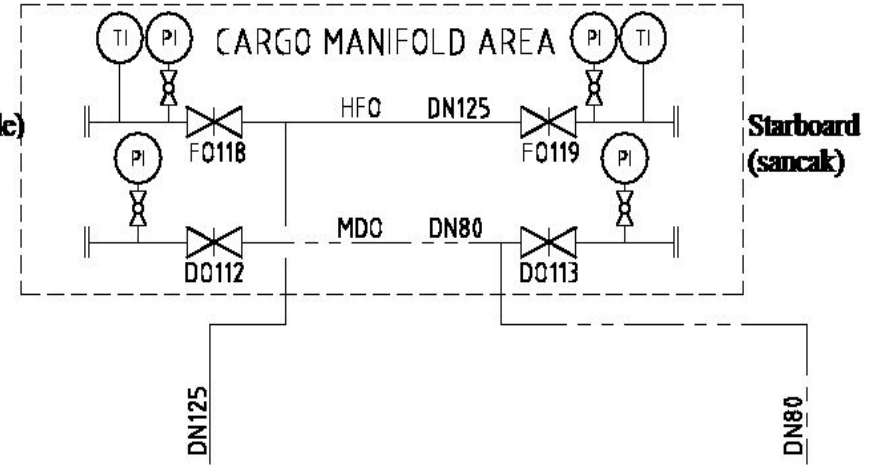 TI PI CARGO MANIFOLD AREA PI TI
HFO DN125
FO118 FO119
Starboard
(sancak)
PI PI
MDO DN80
DO112 DO113
DN125
DN80